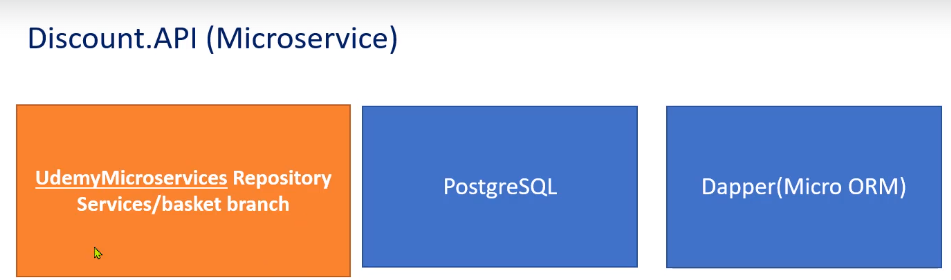 Discount.API (Microservice)
UdemyMicroservices Repository
Services/basket branch
PostgreSQL
Dapper(Micro ORM)